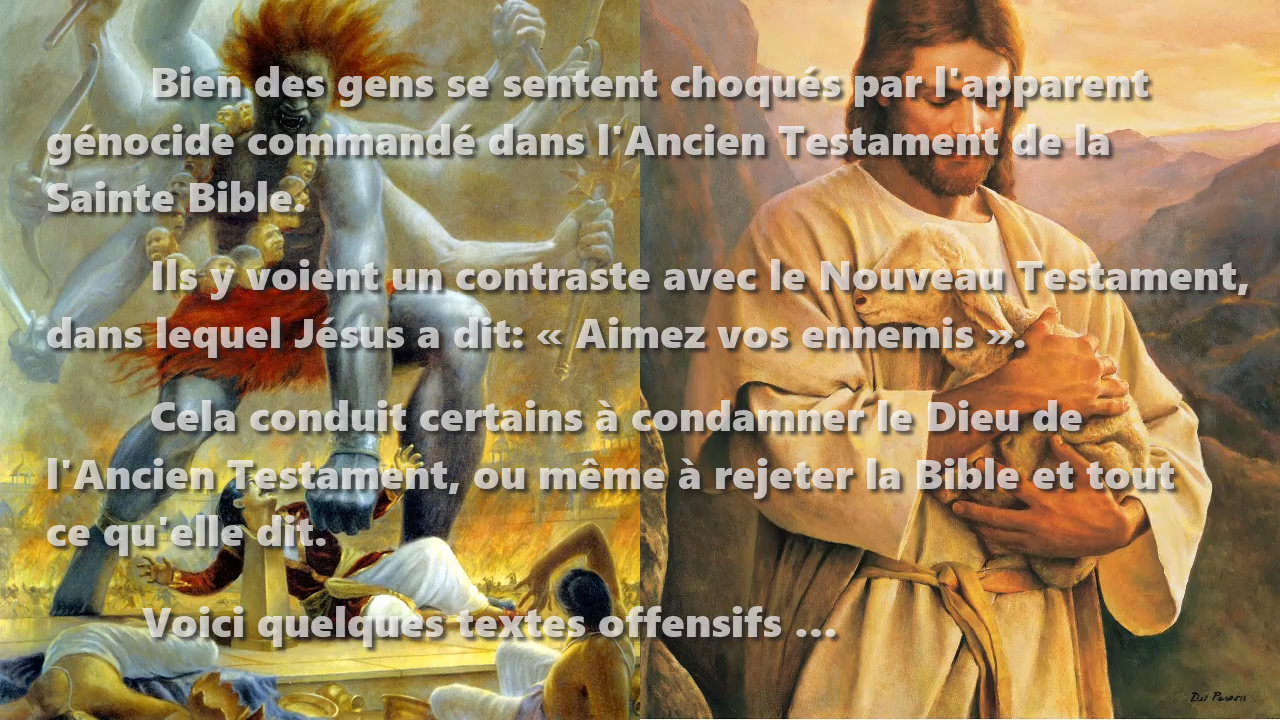 Bien des gens se sentent choqués par l'apparent
génocide commandé dans l'Ancien Testament de la
Sainte Bible.
Ils y voient un contraste avec le Nouveau Testament,
dans lequel Jésus a dit: « Aimez vos ennemis ».
Cela conduit certains à condamner le Dieu de
l'Ancien Testament, ou même à rejeter la Bible et tout
ce qu'elle dit.
Voici quelques textes offensifs ...
Del Parson